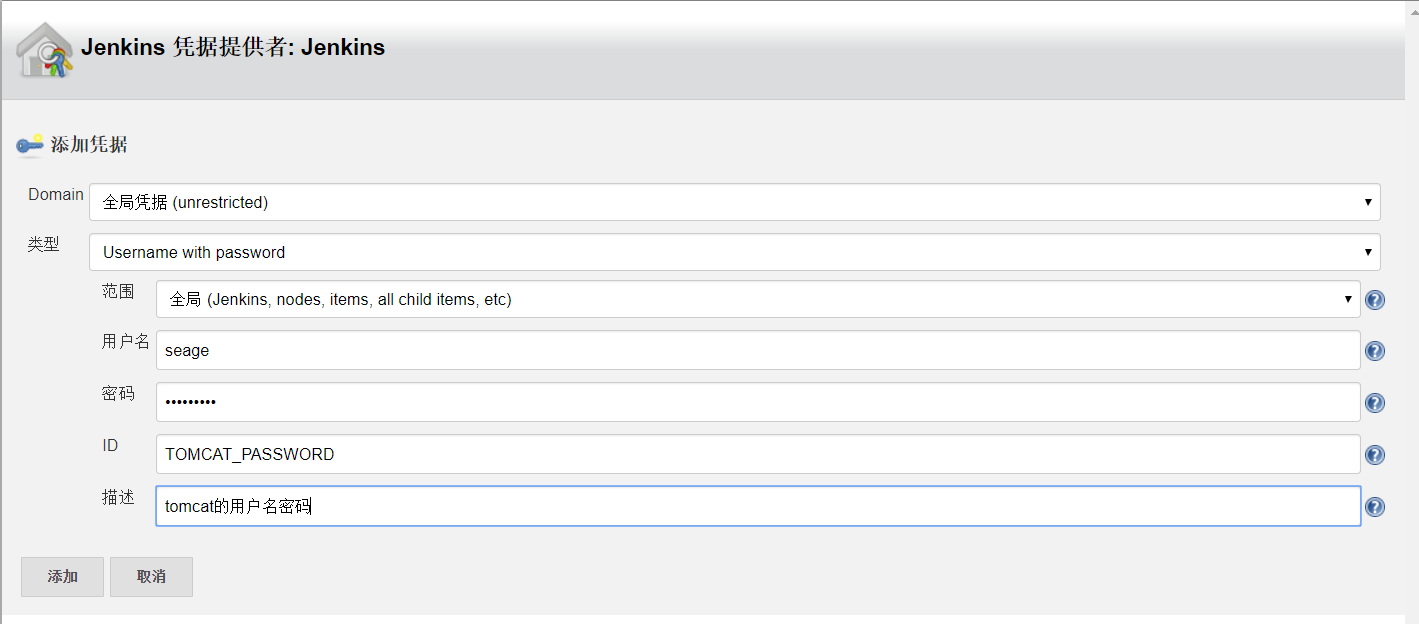 Jenkins 凭据提供者: Jenkins
添加凭据
Domain 全局凭据 (unrestricted)
类型 Username with password
范围 全局 (Jenkins, nodes, items, all child items, etc)
用户名 seage
密码 •••••••••
ID TOMCAT_PASSWORD
描述 tomcat的用户名密码
添加 取消